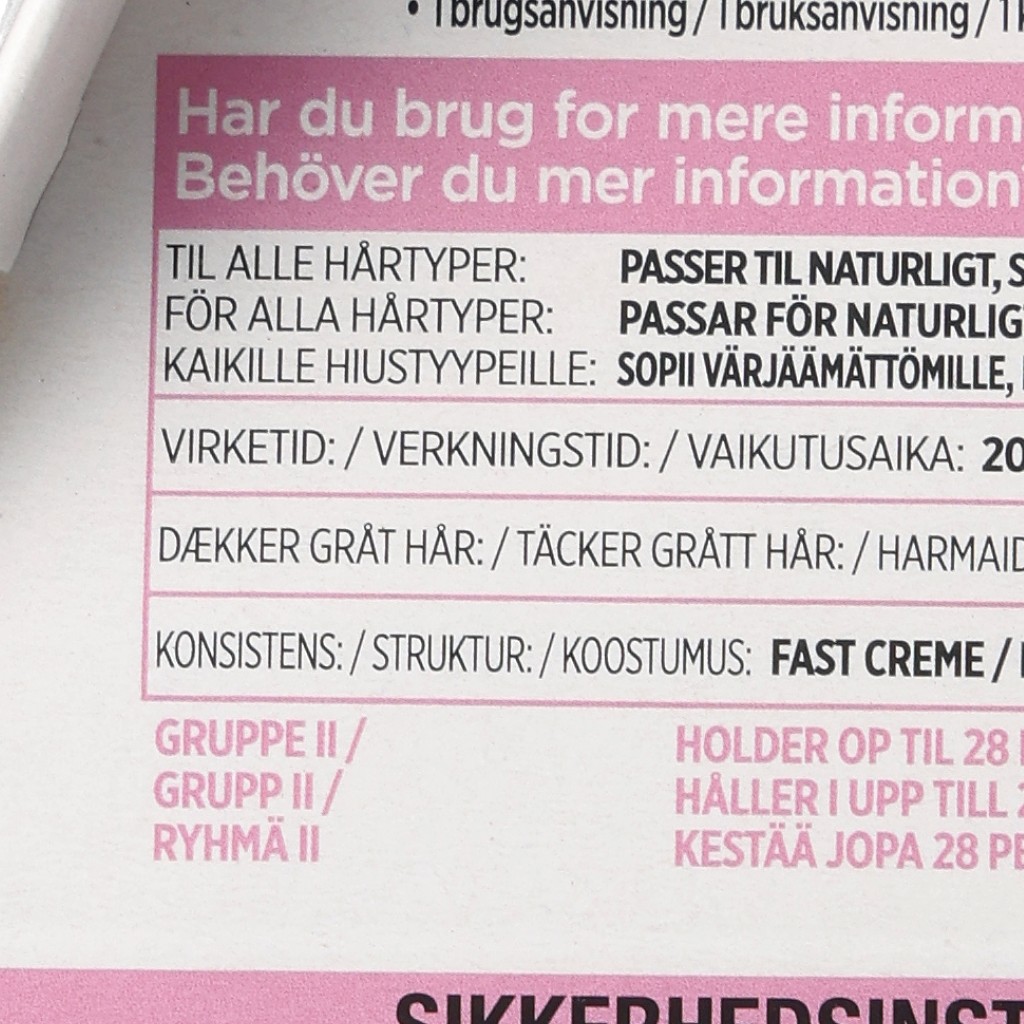 • 1 brugsanvisning / 1 bruksanvisning / 1
Har du brug for mere
Behöver du mer information
TIL ALLE HÅRTYPER: PASSER TIL NATURLIGT,
FÖR ALLA HÅRTYPER: PASSAR FÖR
KAIKILLE HIUSTYYPEILLE: SOPII VÄRJÄÄMÄTTÖMILLE,
VIRKETID: / VERKNINGSTID: / VAIKUTUSAIKA: 20
DÆKKER GRÅT HÅR: / TÄCKER GRÅTT HÅR: /
KONSISTENS: / STRUKTUR: / KOOSTUMUS: FAST CREME /
GRUPPE II / HOLDER OP TIL 28
GRUPP II / HÅLLER I UPP TILL
RYHMÄ II KESTÄÄ JOPA 28